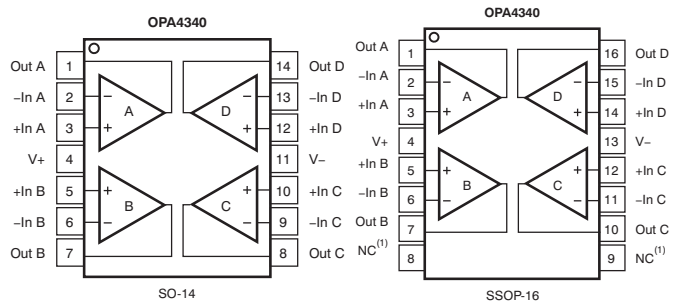 OPA4340
Out A 1 14 Out D
–In A 2 – – 13 –In D
A D
+In A 3 + + 12 +In D
V+ 4 11 V–
+In B 5 + + 10 +In C
B C
–In B 6 – – 9 –In C
Out B 7 8 Out C
SO-14
OPA4340
Out A 1 16 Out D
–In A 2 – – 15 –In D
A D
+In A 3 + + 14 +In D
V+ 4 13 V–
+In B 5 + + 12 +In C
B C
–In B 6 – – 11 –In C
Out B 7 10 Out C
NC(1) 8 9 NC(1)
SSOP-16